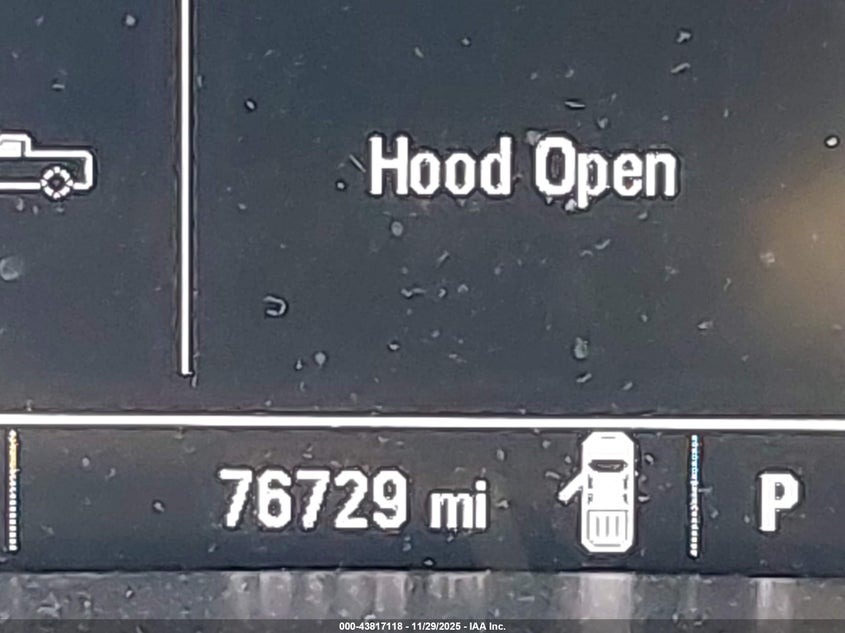 Hood Open
76729 mi
P
000-43817118 - 11/29/2025 - IAA Inc.